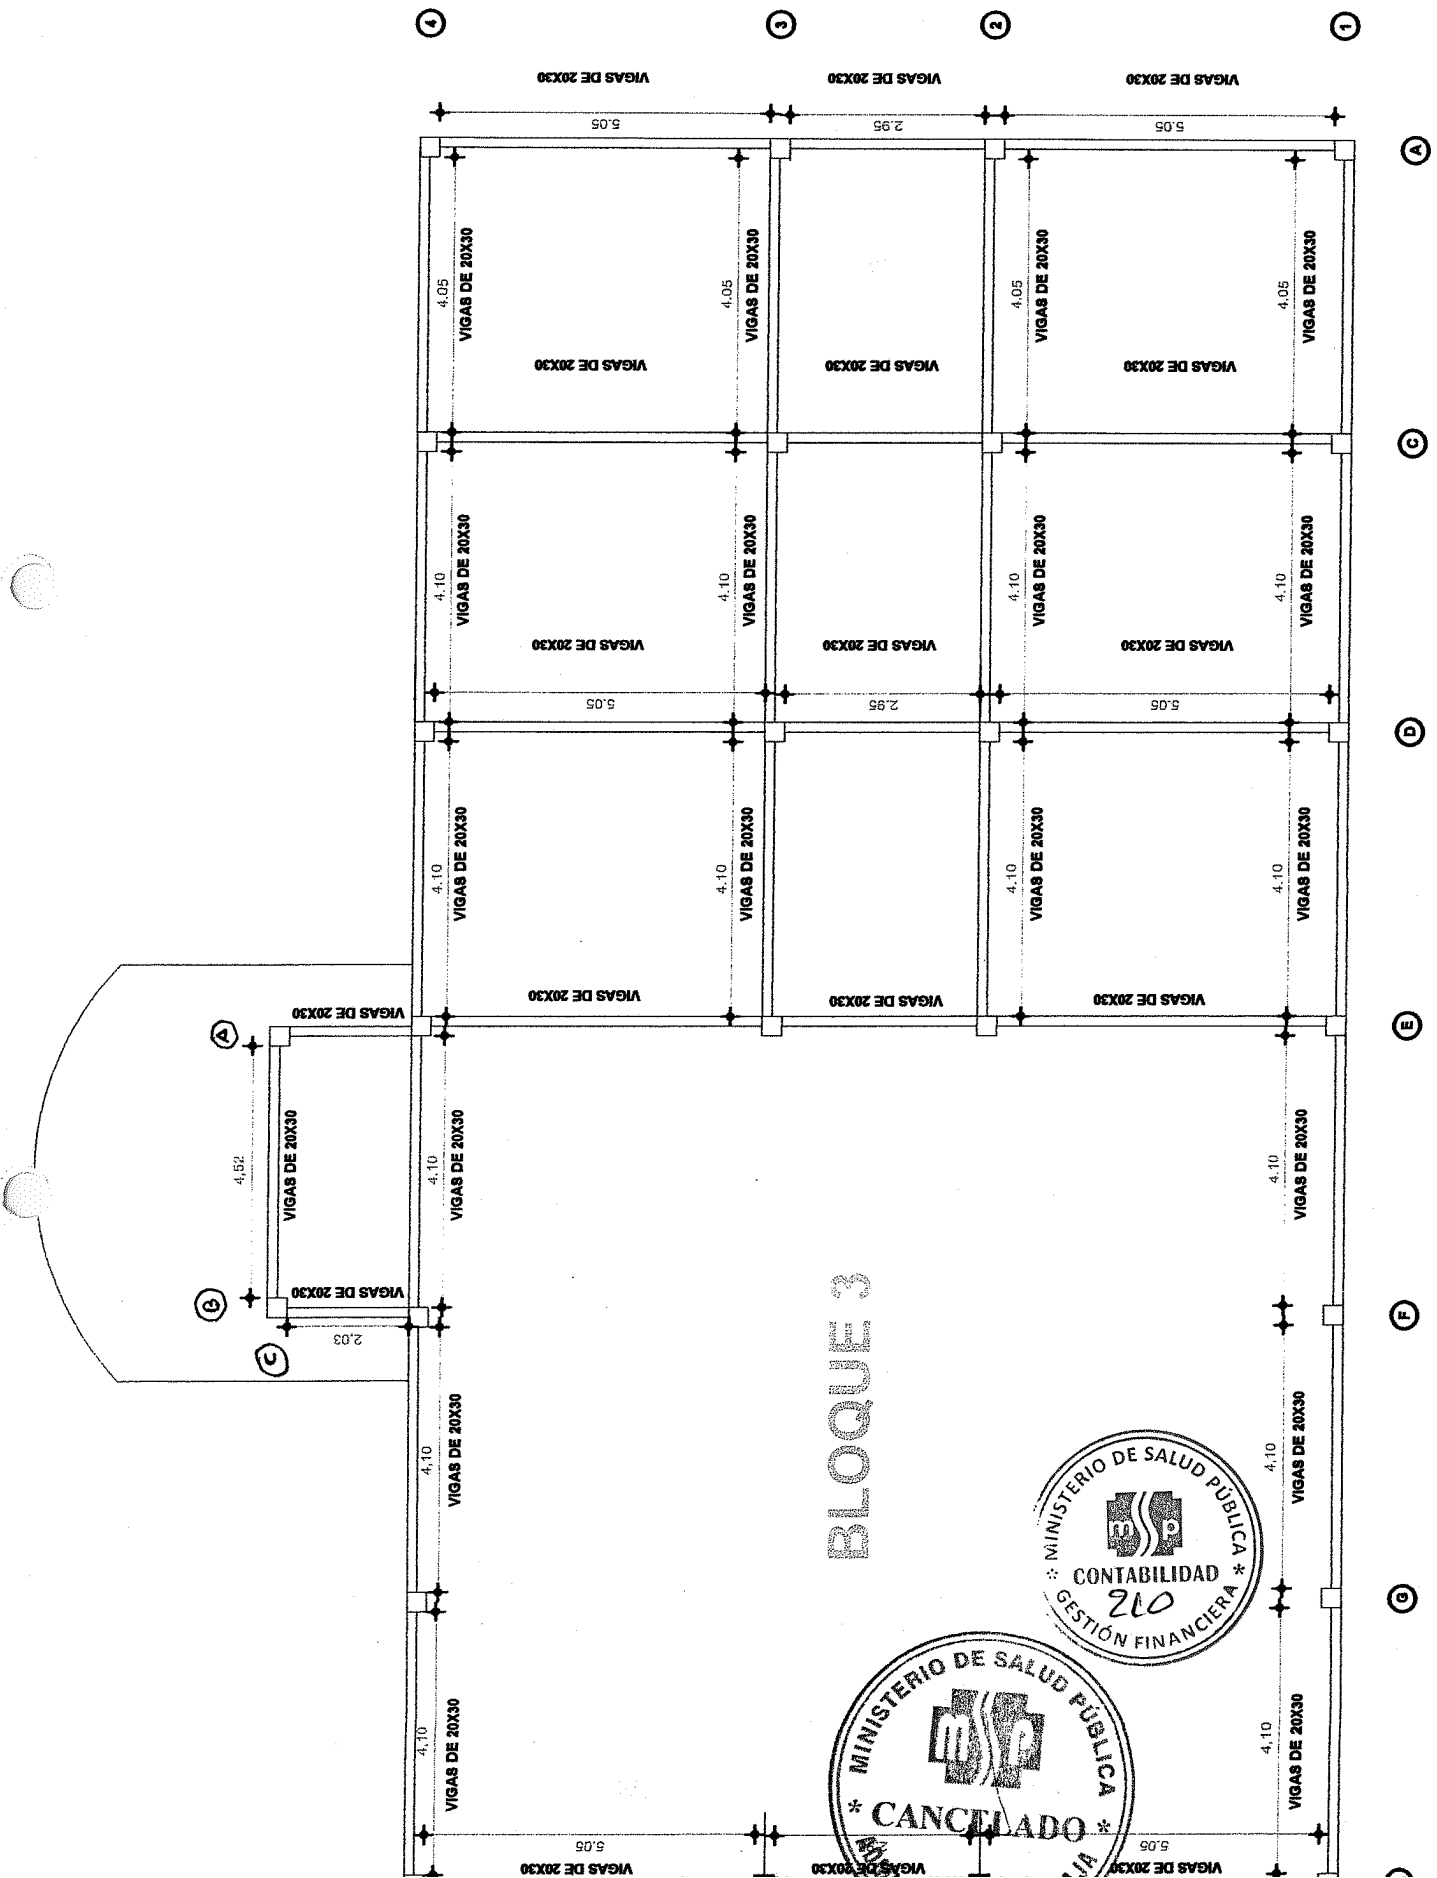 4
3
2
1
VIGAS DE 20X30
VIGAS DE 20X30
VIGAS DE 20X30
5.05
2.95
5.05
A
4.05
VIGAS DE 20X30
4.05
VIGAS DE 20X30
4.05
VIGAS DE 20X30
4.05
VIGAS DE 20X30
VIGAS DE 20X30
VIGAS DE 20X30
VIGAS DE 20X30
C
4.10
VIGAS DE 20X30
4.10
VIGAS DE 20X30
4.10
VIGAS DE 20X30
4.10
VIGAS DE 20X30
VIGAS DE 20X30
VIGAS DE 20X30
VIGAS DE 20X30
5.05
2.95
5.05
D
4.10
VIGAS DE 20X30
4.10
VIGAS DE 20X30
4.10
VIGAS DE 20X30
4.10
VIGAS DE 20X30
VIGAS DE 20X30
VIGAS DE 20X30
VIGAS DE 20X30
VIGAS DE 20X30
A
E
4,52
VIGAS DE 20X30
4.10
VIGAS DE 20X30
4.10
VIGAS DE 20X30
VIGAS DE 20X30
B
2,03
C
F
BLOQUE 3
4,10
VIGAS DE 20X30
4,10
VIGAS DE 20X30
MINISTERIO DE SALUD PÚBLICA
msp
CONTABILIDAD
210
GESTIÓN FINANCIERA
G
4,10
VIGAS DE 20X30
4,10
VIGAS DE 20X30
MINISTERIO DE SALUD PÚBLICA
msp
* CANCELADO *
5.05
5.05
VIGAS DE 20X30
VIGAS DE 20X30
VIGAS DE 20X30